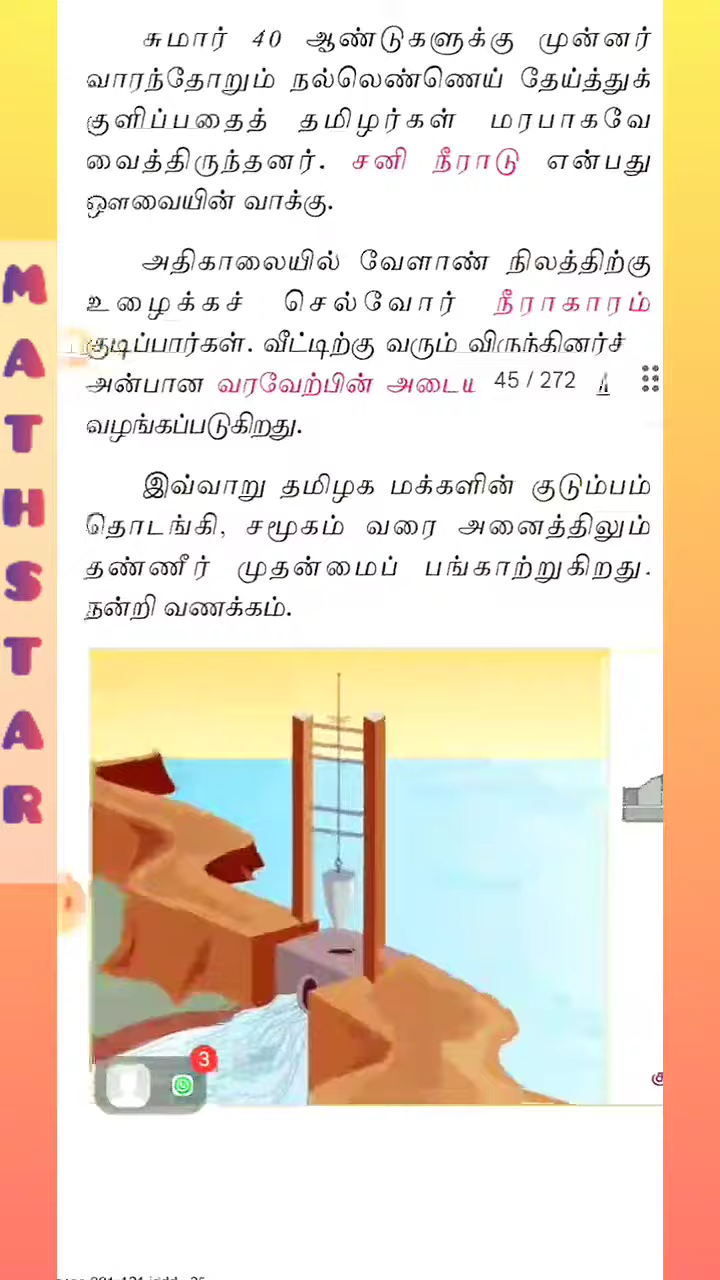 சுமார் 40 ஆண்டுகளுக்கு முன்னர்
வாரந்தோறும் நல்லெண்ணெய் தேய்த்துக்
குளிப்பதைத் தமிழர்கள் மரபாகவே
வைத்திருந்தனர். சனி நீராடு என்பது
ஔவையின் வாக்கு.
அதிகாலையில் வேளாண் நிலத்திற்கு
உழைக்கச் செல்வோர் நீராகாரம்
குடிப்பார்கள். வீட்டிற்கு வரும் விருந்தினர்ச்
அன்பான வரவேற்பின் அடைய
45 / 272
வழங்கப்படுகிறது.
இவ்வாறு தமிழக மக்களின் குடும்பம்
தொடங்கி, சமூகம் வரை அனைத்திலும்
தண்ணீர் முதன்மைப் பங்காற்றுகிறது.
நன்றி வணக்கம்.
MATHSTAR
3